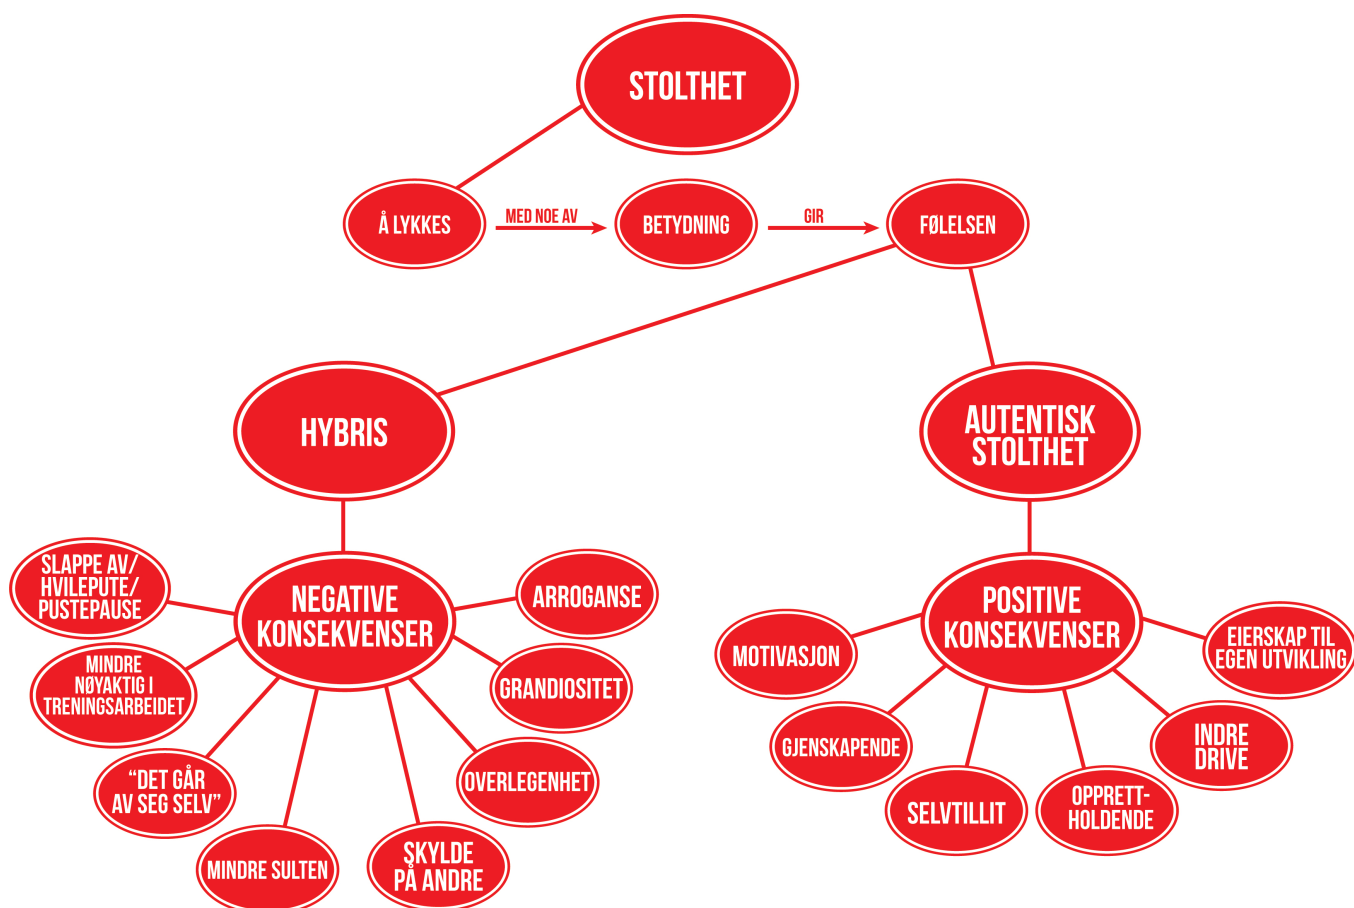 STOLTHET
Å LYKKES
MED NOE AV
BETYDNING
GIR
FØLELSEN
HYBRIS
AUTENTISK
STOLTHET
NEGATIVE
KONSEKVENSER
SLAPPE AV/
HVILEPUTE/
PUSTEPAUSE
MINDRE
NØYAKTIG I
TRENINGSARBEIDET
“DET GÅR
AV SEG SELV”
MINDRE SULTEN
SKYLDE
PÅ ANDRE
OVERLEGENHET
GRANDIOSITET
ARROGANSE
POSITIVE
KONSEKVENSER
MOTIVASJON
GJENSKAPENDE
SELVTILLIT
OPPRETT-
HOLDENDE
INDRE
DRIVE
EIERSKAP TIL
EGEN UTVIKLING